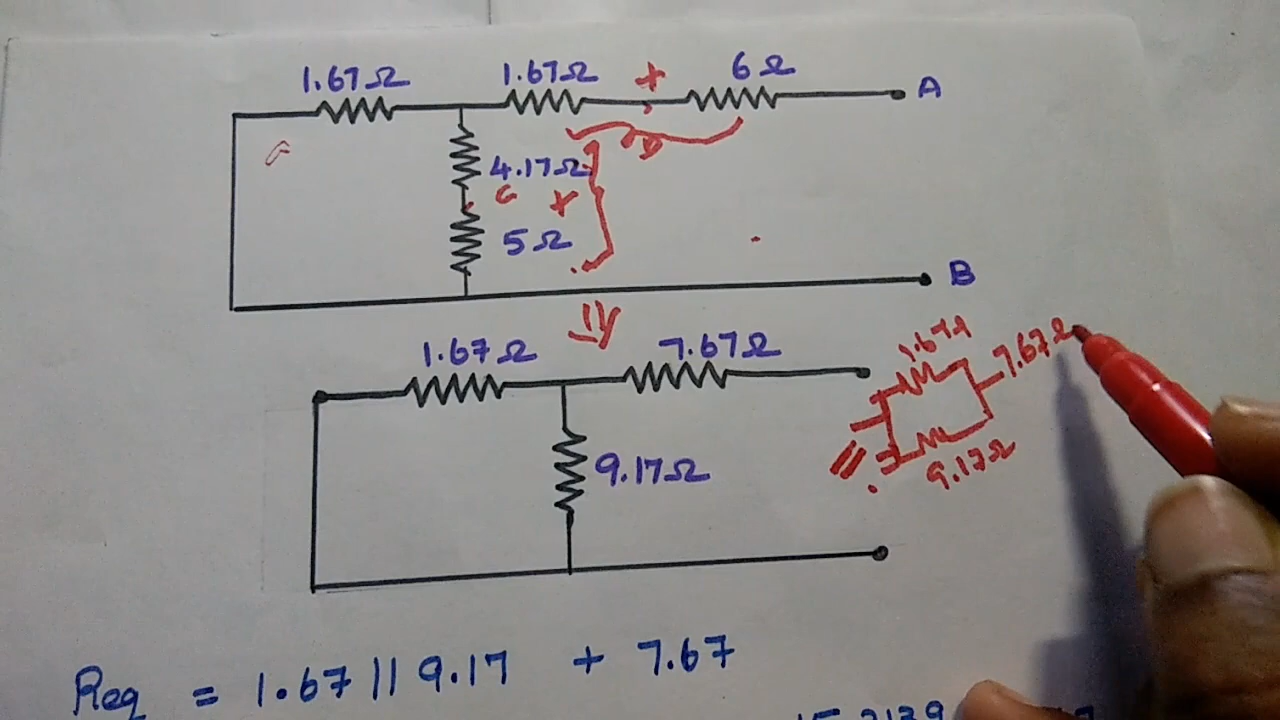 1.67Ω 1.67Ω + 6Ω A
4.17Ω
+
5Ω
B
1.67Ω 7.67Ω
1.67Ω 7.67Ω
9.17Ω 9.17Ω
Req = 1.67 || 9.17 + 7.67